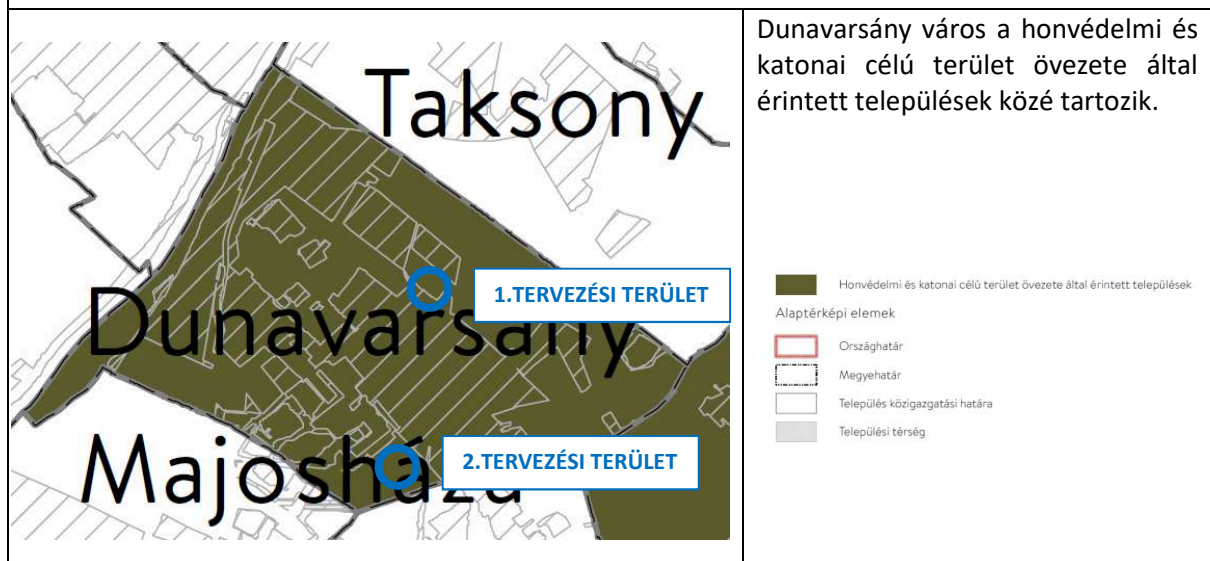 Taksony
Dunavarsány
Majosháza
1.TERVEZÉSI TERÜLET
2.TERVEZÉSI TERÜLET
Dunavarsány város a honvédelmi és
katonai célú terület övezete által
érintett települések közé tartozik.
Honvédelmi és katonai célú terület övezete által érintett települések
Alaptérképi elemek
Országhatár
Megyehatár
Település közigazgatási határa
Települési térség